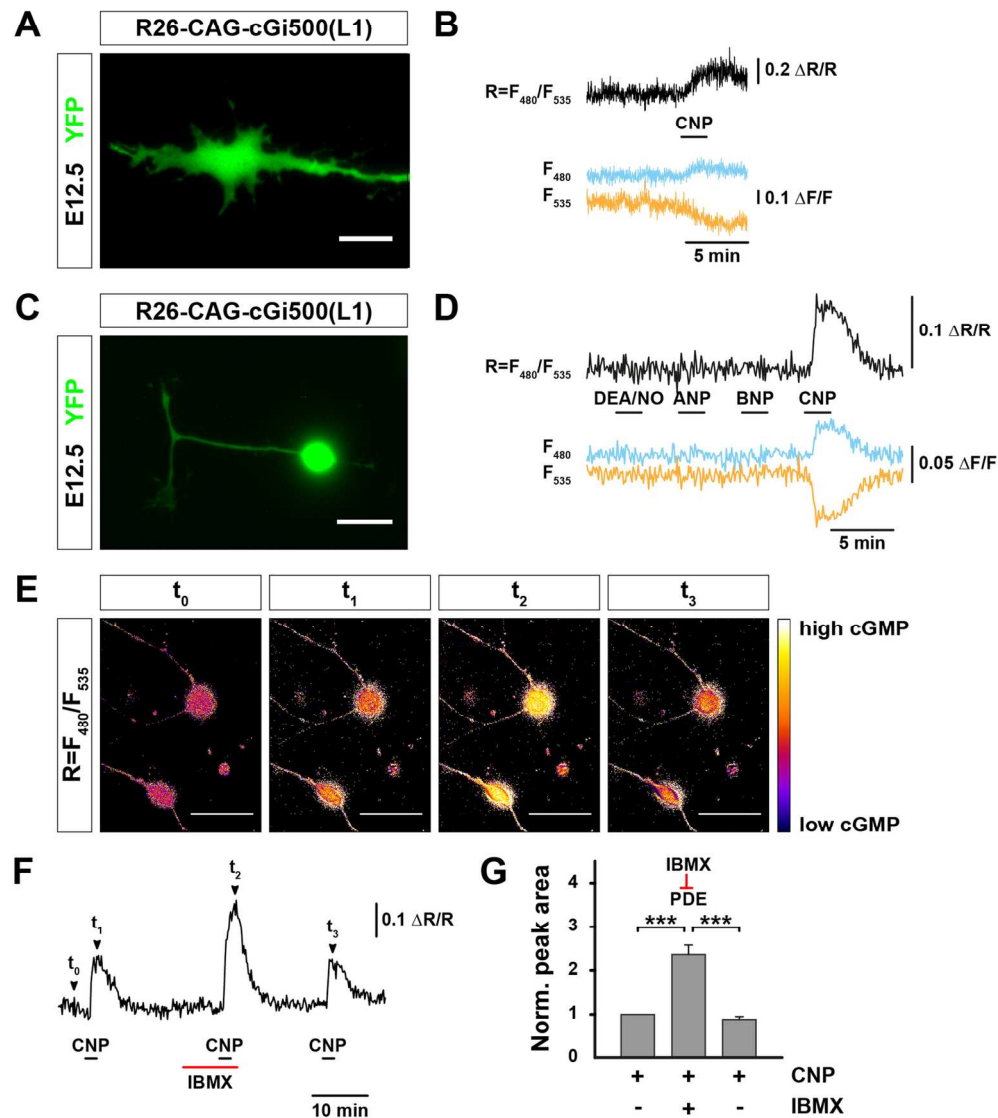 A
R26-CAG-cGi500(L1)
E12.5 YFP
B
R=F480/F535
0.2 ΔR/R
CNP
F480
F535
0.1 ΔF/F
5 min
C
R26-CAG-cGi500(L1)
E12.5 YFP
D
R=F480/F535
0.1 ΔR/R
DEA/NO ANP BNP CNP
F480
F535
0.05 ΔF/F
5 min
E
t0 t1 t2 t3
R=F480/F535
high cGMP
low cGMP
F
t0
t1
t2
t3
0.1 ΔR/R
CNP CNP CNP
IBMX
10 min
G
Norm. peak area
4
3
2
1
0
IBMX
PDE
*** ***
+ + + CNP
- + - IBMX